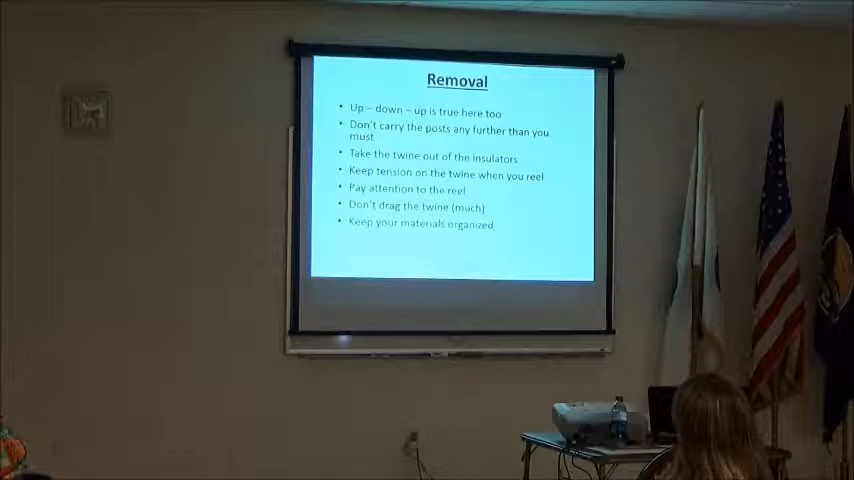 Removal
• Up – down – up is true here too
• Don't carry the posts any further than you
must
• Take the twine out of the insulators
• Keep tension on the twine when you reel
• Pay attention to the reel
• Don't drag the twine (much)
• Keep your materials organized